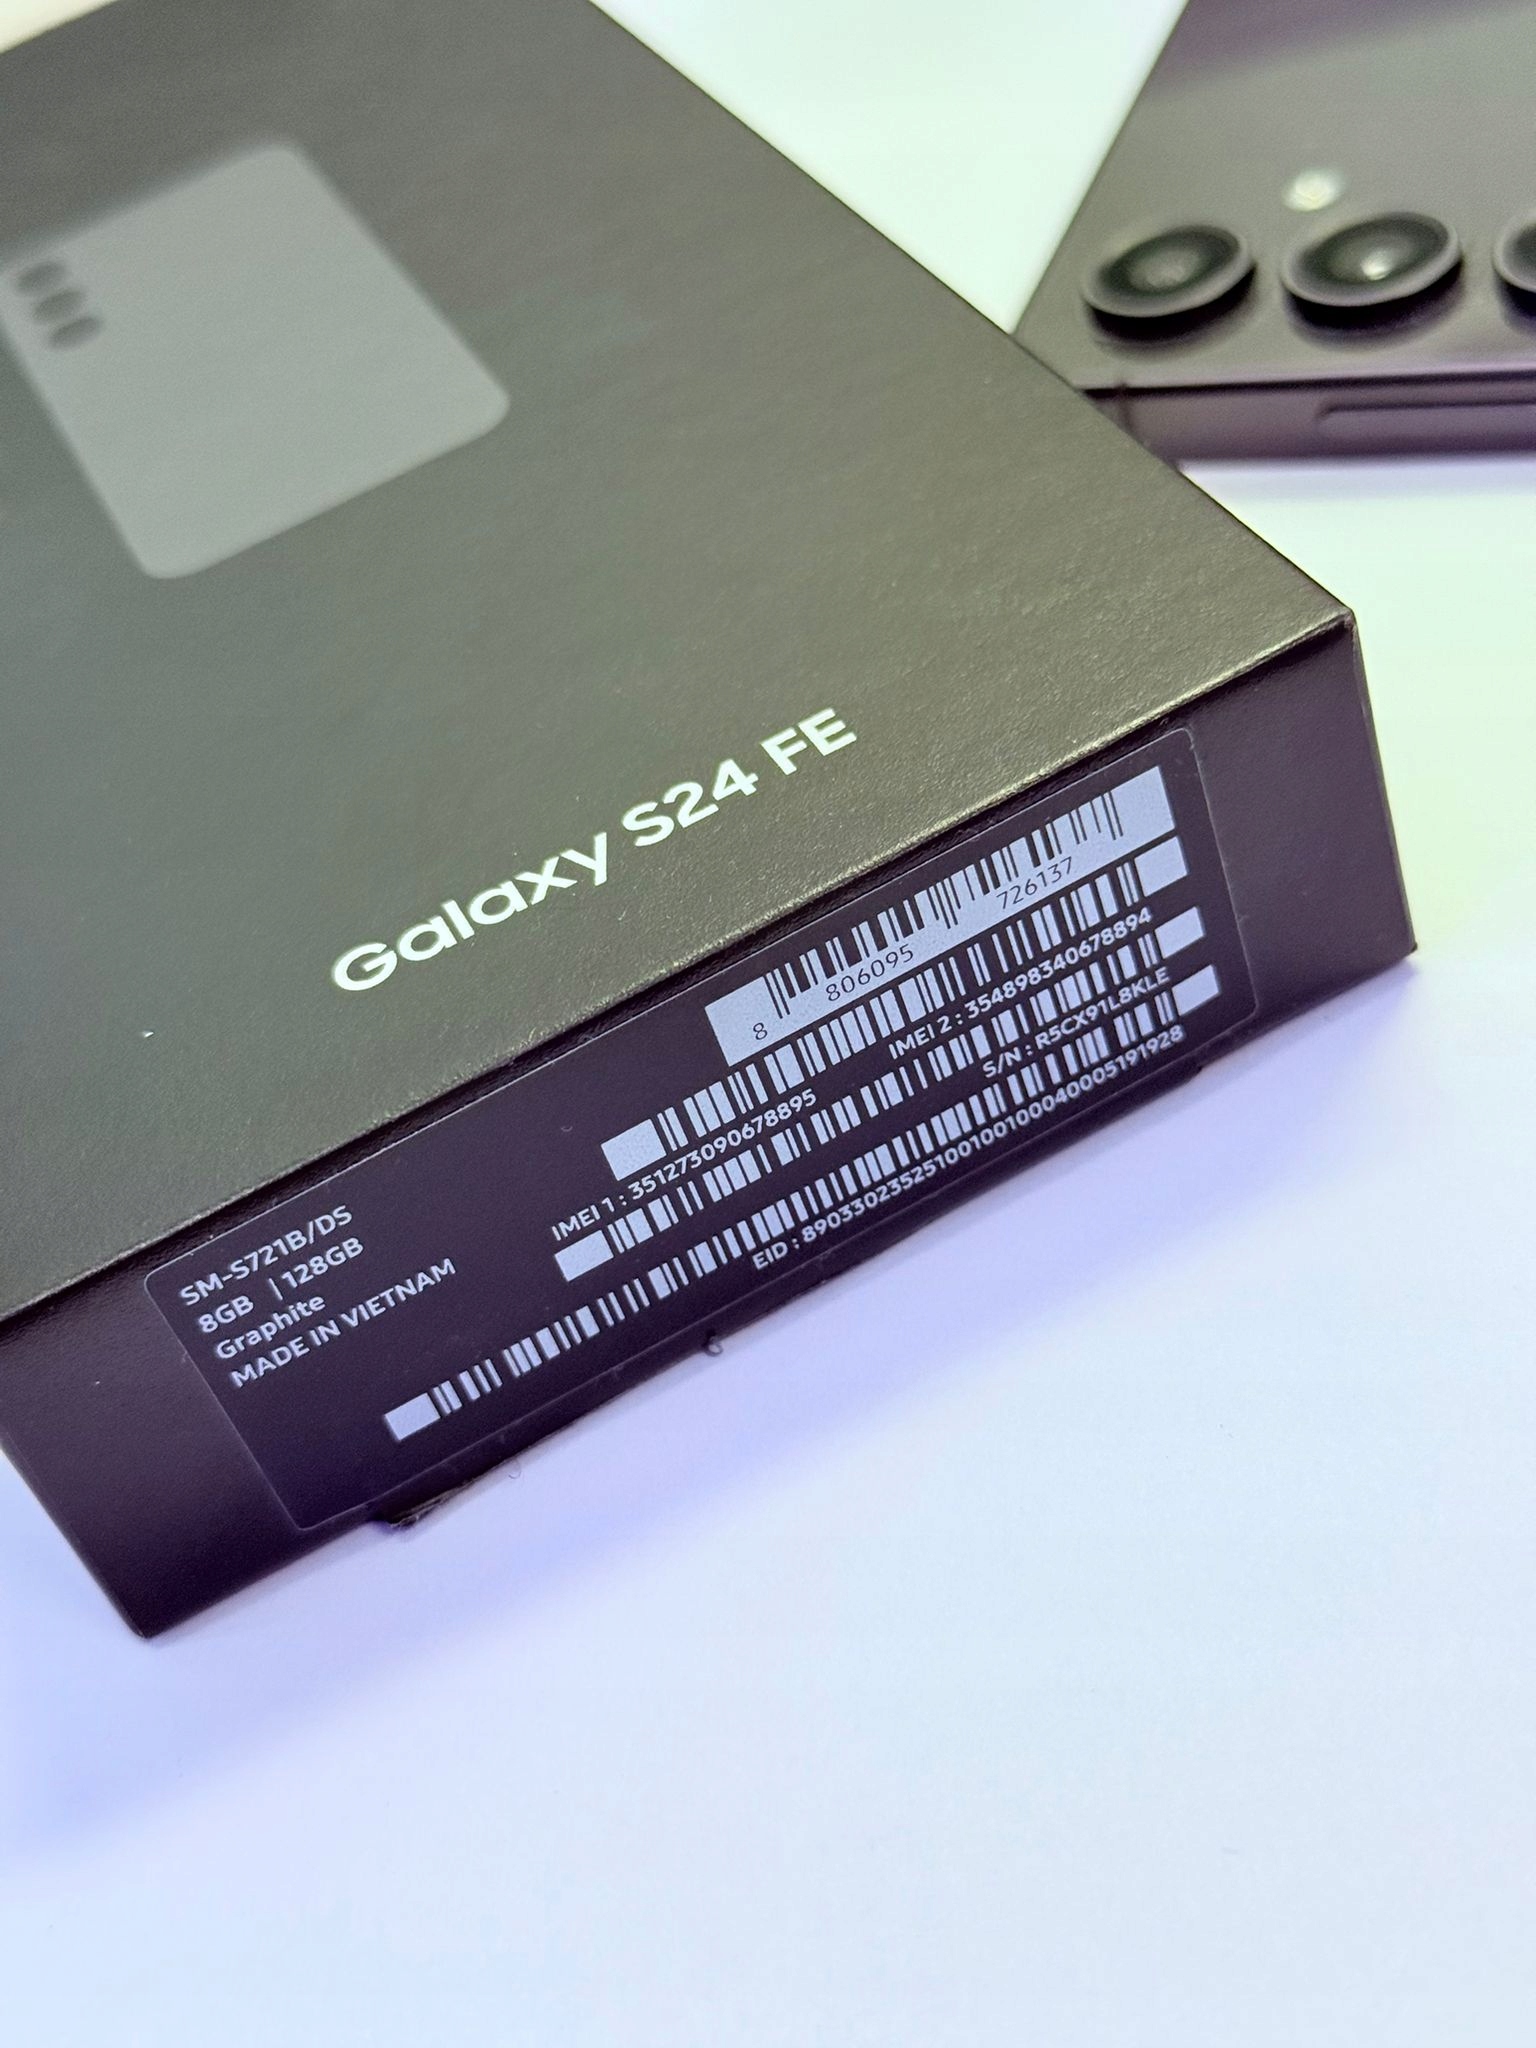 Galaxy S24 FE
SM-S721B/DS
8GB | 128GB
Graphite
MADE IN VIETNAM
8 806095 726137
IMEI 1 : 351273090678895
IMEI 2 : 354898340678894
S/N : R5CX91L8KLE
EID : 89033023525100100100040005191928